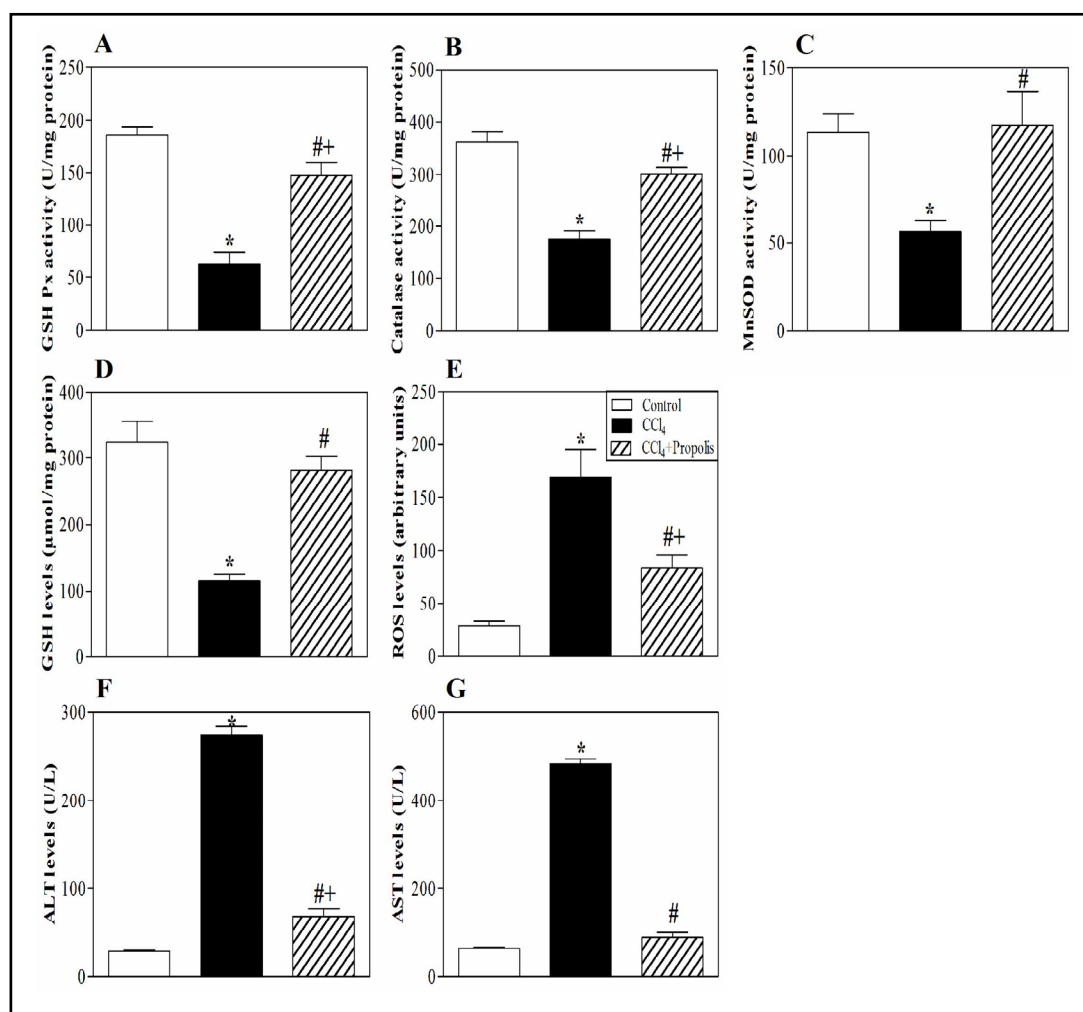 A
GSH Px activity (U/mg protein)
250
200
150
100
50
0
*
#+
B
Catalase activity (U/mg protein)
500
400
300
200
100
0
*
#+
C
MnSOD activity (U/mg protein)
150
100
50
0
*
#
D
GSH levels (µmol/mg protein)
400
300
200
100
0
*
#
E
ROS levels (arbitrary units)
250
200
150
100
50
0
*
#+
Control
CCl₄
CCl₄+Propolis
F
ALT levels (U/L)
300
200
100
0
*
#+
G
AST levels (U/L)
600
400
200
0
*
#